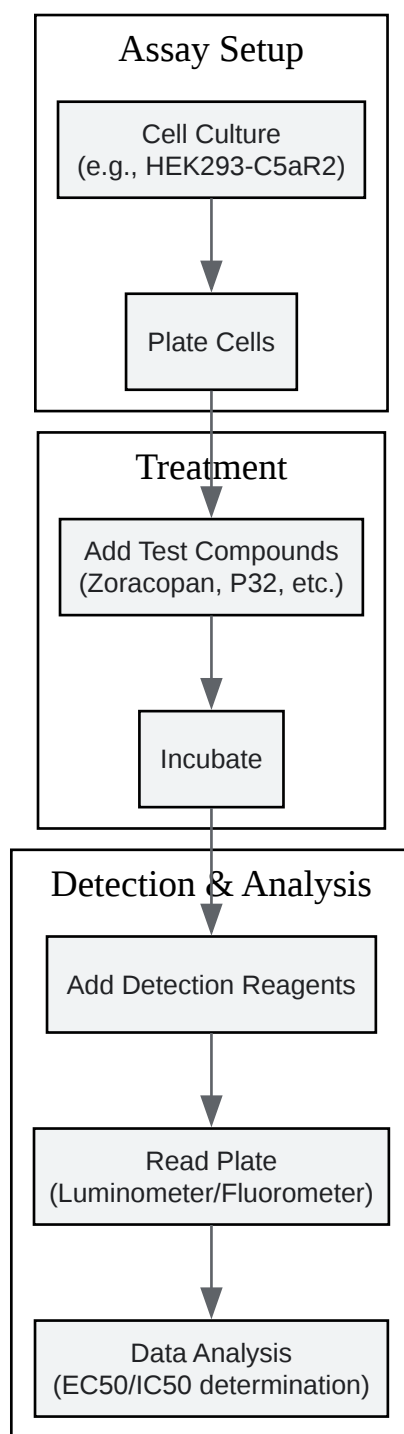 Assay Setup
Cell Culture
(e.g., HEK293-C5aR2)
Plate Cells
Treatment
Add Test Compounds
(Zoracopan, P32, etc.)
Incubate
Detection & Analysis
Add Detection Reagents
Read Plate
(Luminometer/Fluorometer)
Data Analysis
(EC50/IC50 determination)